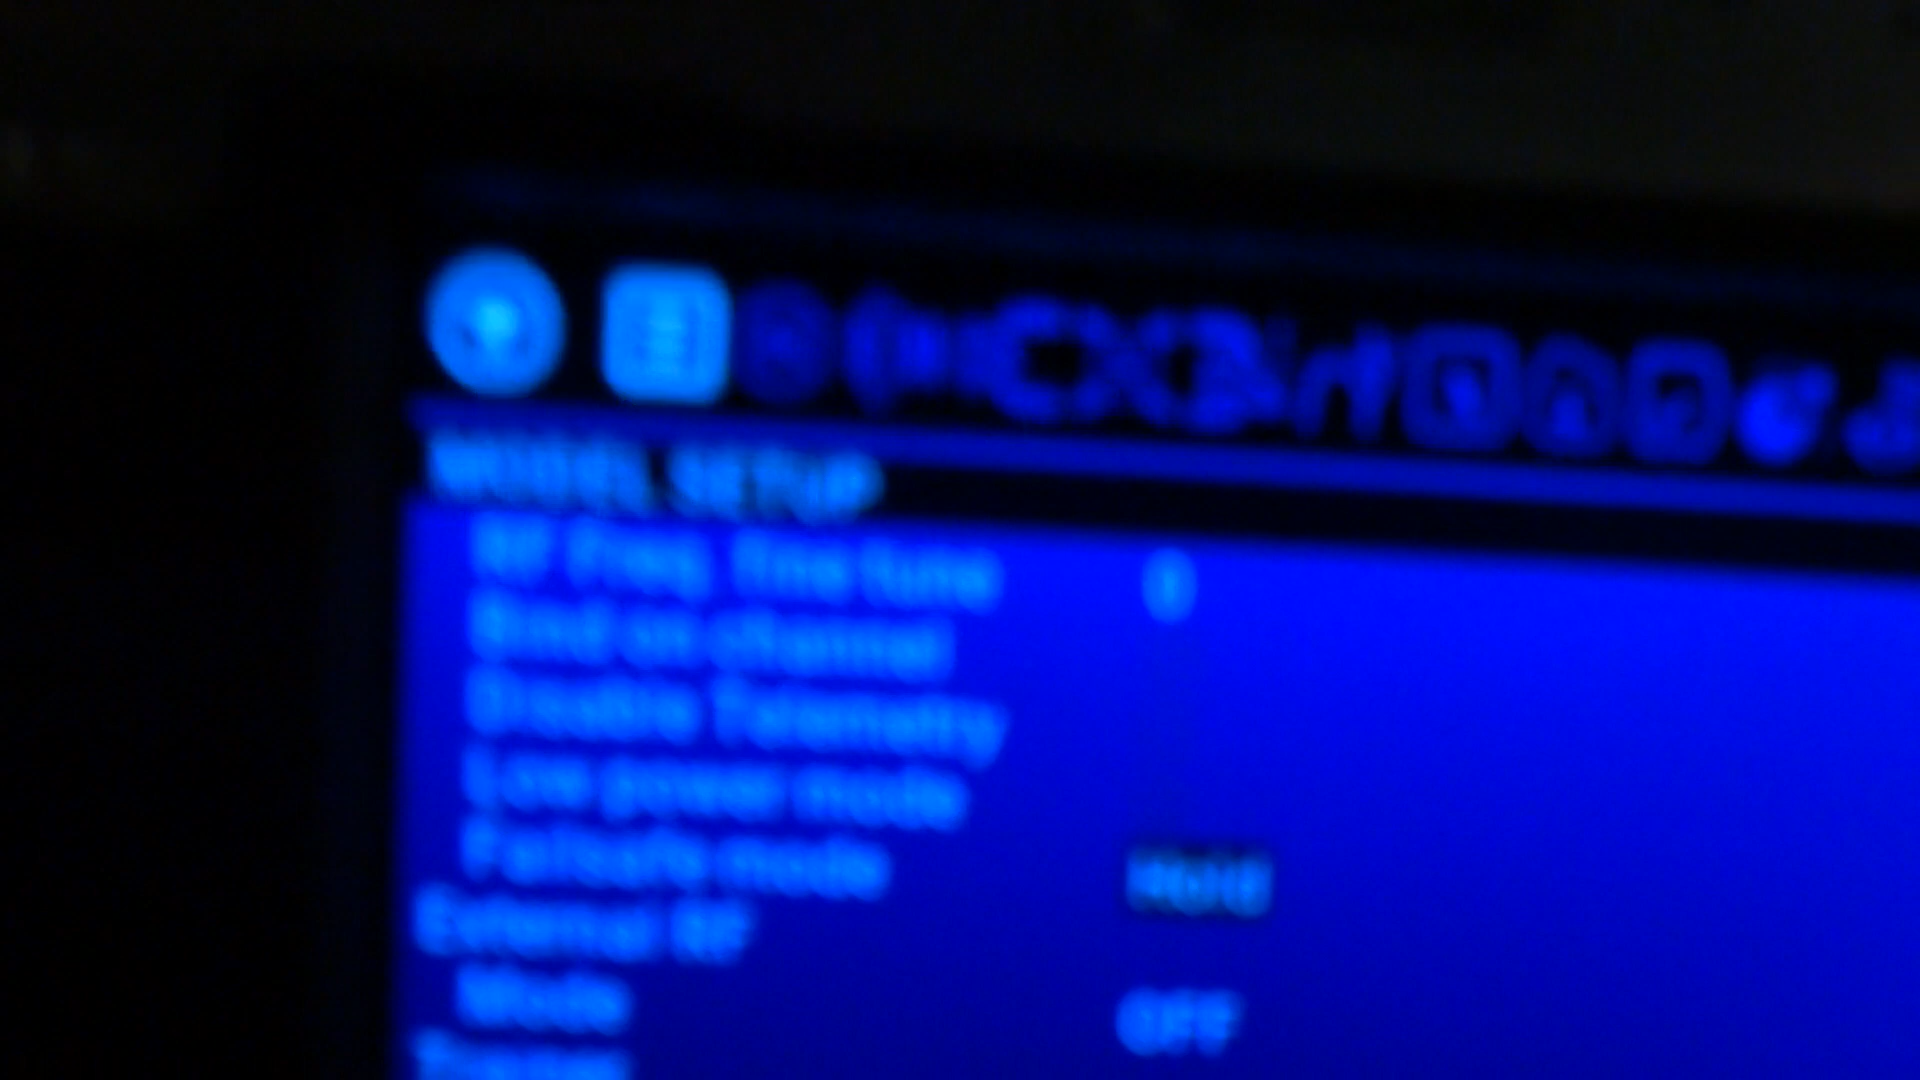 MODEL SETUP
RF Freq. fine tune 0
Bind on channel
Disable Telemetry
Low power mode
Failsafe mode Hold
External RF
Mode OFF
Trainer